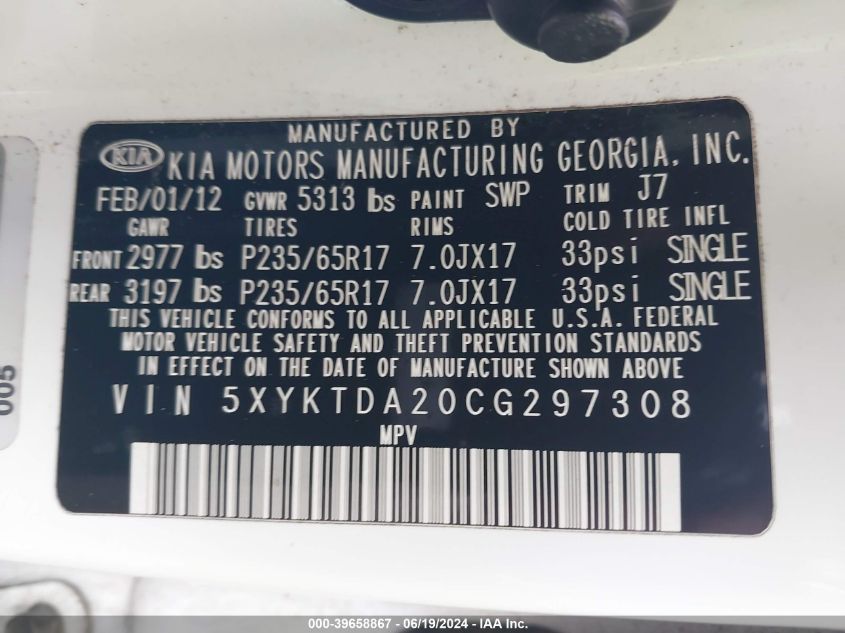 MANUFACTURED BY
KIA KIA MOTORS MANUFACTURING GEORGIA, INC.
FEB/01/12 GVWR 5313 lbs PAINT SWP TRIM J7
GAWR TIRES RIMS COLD TIRE INFL
FRONT 2977 lbs P235/65R17 7.0JX17 33psi SINGLE
REAR 3197 lbs P235/65R17 7.0JX17 33psi SINGLE
THIS VEHICLE CONFORMS TO ALL APPLICABLE U.S.A. FEDERAL
MOTOR VEHICLE SAFETY AND THEFT PREVENTION STANDARDS
IN EFFECT ON THE DATE OF MANUFACTURE SHOWN ABOVE
VIN 5XYKTDA20CG297308
MPV
005
000-39658867 - 06/19/2024 - IAA Inc.